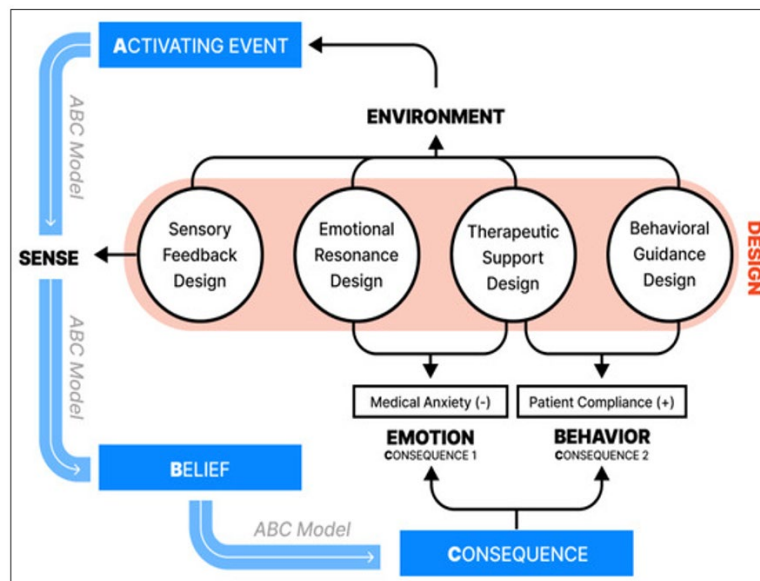 ACTIVATING EVENT
ABC Model
ENVIRONMENT
Sensory
Feedback
Design
Emotional
Resonance
Design
Therapeutic
Support
Design
Behavioral
Guidance
Design
DESIGN
SENSE
ABC Model
Medical Anxiety (-)
Patient Compliance (+)
EMOTION
CONSEQUENCE 1
BEHAVIOR
CONSEQUENCE 2
BELIEF
ABC Model
CONSEQUENCE